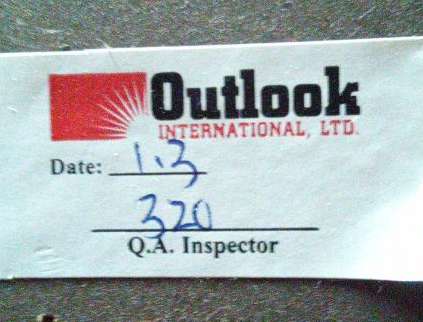 Outlook
INTERNATIONAL, LTD.
Date: 1.3
320
Q.A. Inspector